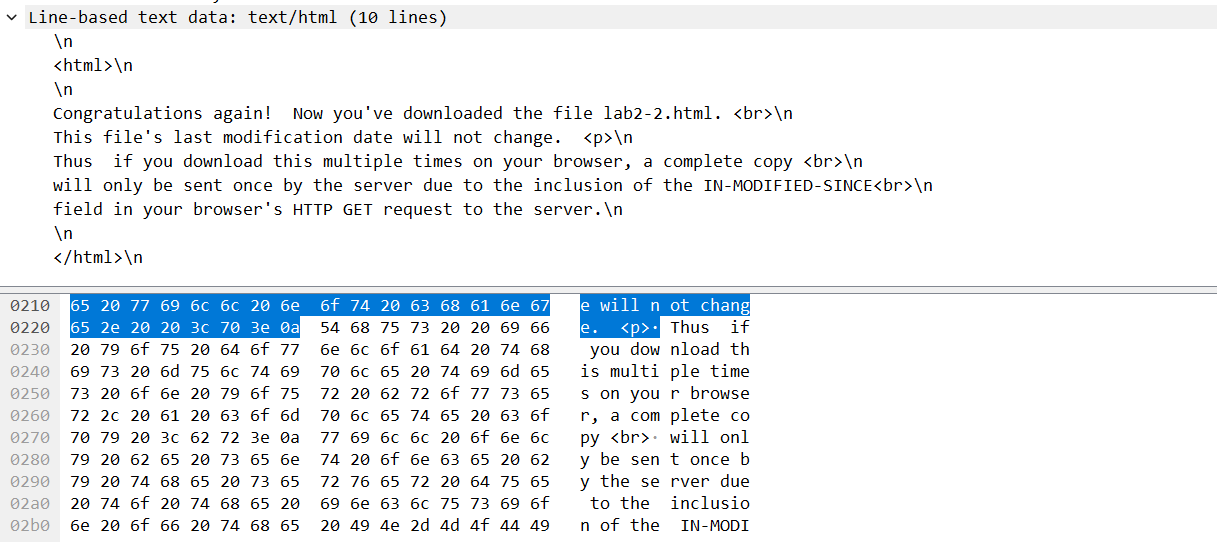 Line-based text data: text/html (10 lines)
\n
<html>\n
\n
Congratulations again!  Now you've downloaded the file lab2-2.html. <br>\n
This file's last modification date will not change.  <p>\n
Thus  if you download this multiple times on your browser, a complete copy <br>\n
will only be sent once by the server due to the inclusion of the IN-MODIFIED-SINCE<br>\n
field in your browser's HTTP GET request to the server.\n
\n
</html>\n
0210 65 20 77 69 6c 6c 20 6e 6f 74 20 63 68 61 6e 67 e will n ot chang
0220 65 2e 20 20 3c 70 3e 0a 54 68 75 73 20 20 69 66 e.  <p>· Thus  if
0230 20 79 6f 75 20 64 6f 77 6e 6c 6f 61 64 20 74 68 you dow nload th
0240 69 73 20 6d 75 6c 74 69 70 6c 65 20 74 69 6d 65 is multi ple time
0250 73 20 6f 6e 20 79 6f 75 72 20 62 72 6f 77 73 65 s on you r browse
0260 72 2c 20 61 20 63 6f 6d 70 6c 65 74 65 20 63 6f r, a com plete co
0270 70 79 20 3c 62 72 3e 0a 77 69 6c 6c 20 6f 6e 6c py <br>· will onl
0280 79 20 62 65 20 73 65 6e 74 20 6f 6e 63 65 20 62 y be sen t once b
0290 79 20 74 68 65 20 73 65 72 76 65 72 20 64 75 65 y the se rver due
02a0 20 74 6f 20 74 68 65 20 69 6e 63 6c 75 73 69 6f to the  inclusio
02b0 6e 20 6f 66 20 74 68 65 20 49 4e 2d 4d 4f 44 49 n of the  IN-MODI